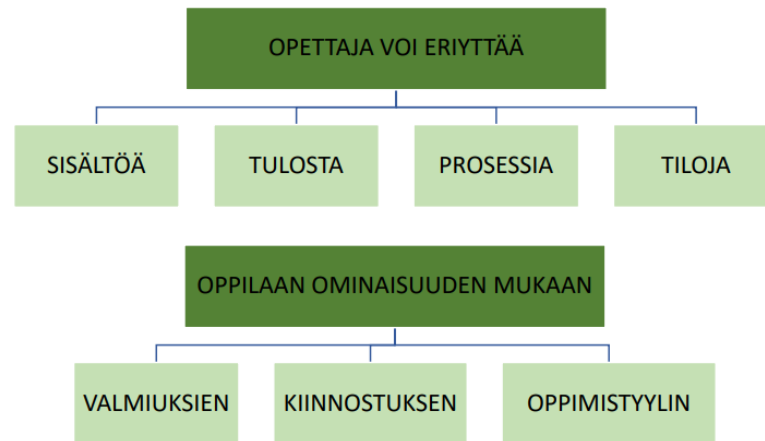 OPETTAJA VOI ERIYTTÄÄ
SISÄLTÖÄ
TULOSTA
PROSESSIA
TILOJA
OPPILAAN OMINAISUUDEN MUKAAN
VALMIUKSIEN
KIINNOSTUKSEN
OPPIMISTYYLIN